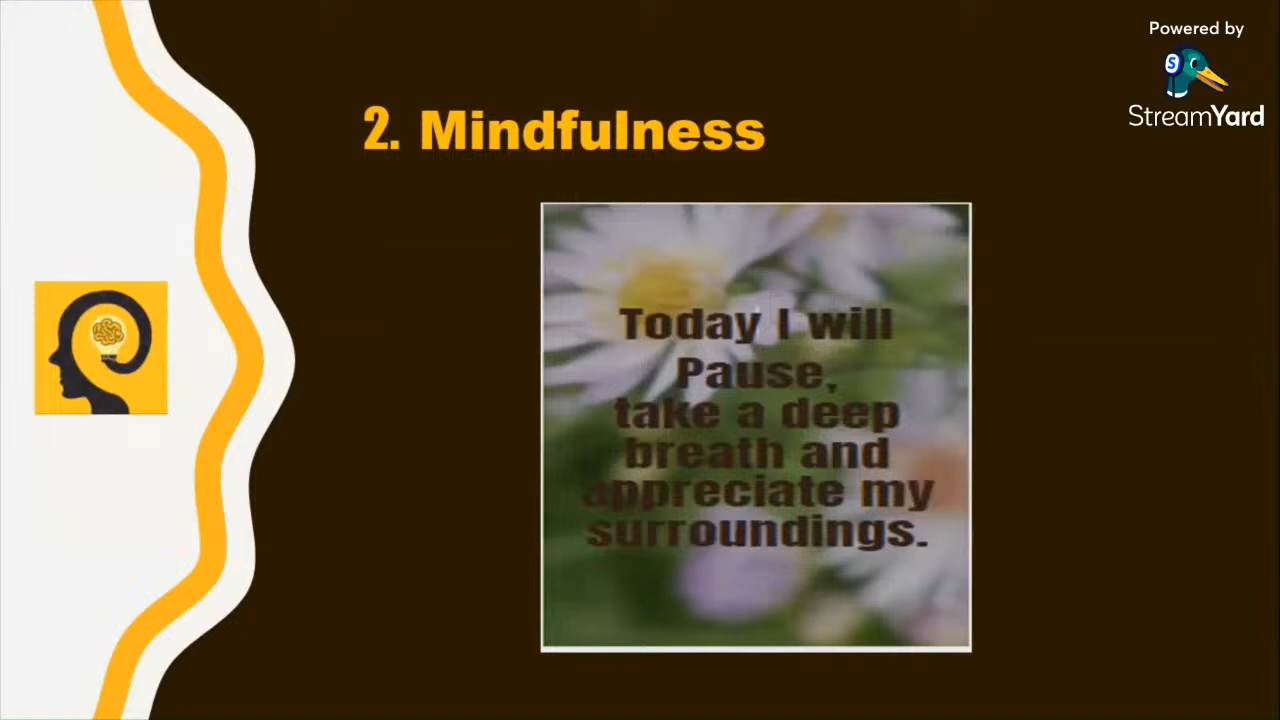 Powered by
StreamYard
2. Mindfulness
Today I will
Pause,
take a deep
breath and
appreciate my
surroundings.